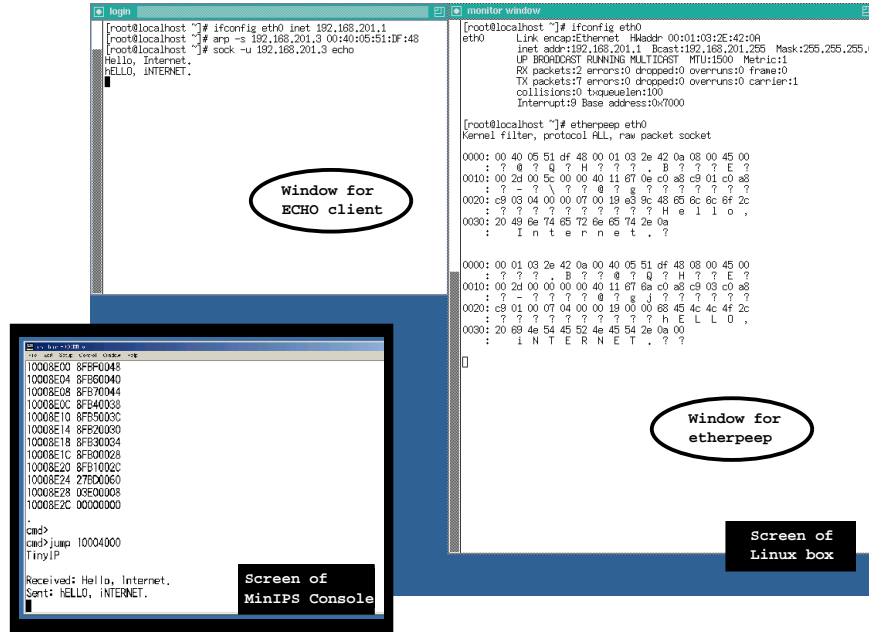 login
[root@localhost ~]# ifconfig eth0 inet 192.168.201.1
[root@localhost ~]# arp -s 192.168.201.3 00:40:05:51:DF:48
[root@localhost ~]# sock -u 192.168.201.3 echo
Hello, Internet.
hELLO, iNTERNET.
Window for
ECHO client
monitor window
[root@localhost ~]# ifconfig eth0
eth0 Link encap:Ethernet HWaddr 00:01:03:2E:42:0A
inet addr:192.168.201.1 Bcast:192.168.201.255 Mask:255.255.255.
UP BROADCAST RUNNING MULTICAST MTU:1500 Metric:1
RX packets:2 errors:0 dropped:0 overruns:0 frame:0
TX packets:7 errors:0 dropped:0 overruns:0 carrier:1
collisions:0 txqueuelen:100
Interrupt:9 Base address:0x7000
[root@localhost ~]# etherpeep eth0
Kernel filter, protocol ALL, raw packet socket
0000: 00 40 05 51 df 48 00 01 03 2e 42 0a 08 00 45 00
: ? @ ? Q ? H ? ? ? . B ? ? ? E ?
0010: 00 2d 00 5c 00 00 40 11 67 0e c0 a8 c9 01 c0 a8
: ? - ? \ ? ? @ ? g ? ? ? ? ? ? ?
0020: c9 03 04 00 00 07 00 19 e3 9c 48 65 6c 6c 6f 2c
: ? ? ? ? ? ? ? ? ? ? H e l l o ,
0030: 20 49 6e 74 65 72 6e 65 74 2e 0a
: I n t e r n e t . ?
0000: 00 01 03 2e 42 0a 00 40 05 51 df 48 08 00 45 00
: ? ? ? . B ? ? @ ? Q ? H ? ? E ?
0010: 00 2d 00 00 00 00 40 11 67 6a c0 a8 c9 03 c0 a8
: ? - ? ? ? ? @ ? g j ? ? ? ? ? ?
0020: c9 01 00 07 04 00 00 19 00 00 68 45 4c 4c 4f 2c
: ? ? ? ? ? ? ? ? ? ? h E L L O ,
0030: 20 69 4e 54 45 52 4e 45 54 2e 0a 00
: i N T E R N E T . ? ?
Window for
etherpeep
Screen of
Linux box
File Edit Setup Control Window Help
10008E00 8FBF0048
10008E04 8FB60040
10008E08 8FB70044
10008E0C 8FB40038
10008E10 8FB5003C
10008E14 8FB20030
10008E18 8FB30034
10008E1C 8FB00028
10008E20 8FB1002C
10008E24 27BD0060
10008E28 03E00008
10008E2C 00000000
.
cmd>
cmd>jump 10004000
TinyIP
Received: Hello, Internet.
Sent: hELLO, iNTERNET.
Screen of
MinIPS Console